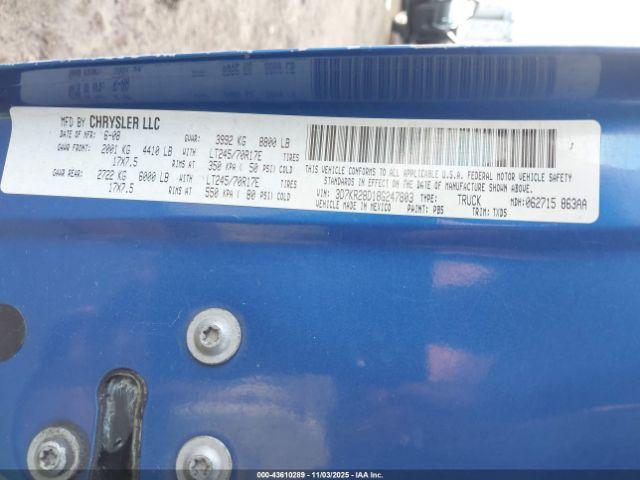 MFD BY CHRYSLER LLC
DATE OF MFR 6-08 GVWR: 3992 KG 8800 LB
GAWR FRONT: 2001 KG 4410 LB WITH LT245/70R17E TIRES
17X7.5 RIMS AT 350 KPA ( 50 PSI) COLD
GAWR REAR: 2722 KG 6000 LB WITH LT245/70R17E TIRES
17X7.5 RIMS AT 550 KPA ( 80 PSI) COLD
THIS VEHICLE CONFORMS TO ALL APPLICABLE U.S.A. FEDERAL MOTOR VEHICLE SAFETY
STANDARDS IN EFFECT ON THE DATE OF MANUFACTURE SHOWN ABOVE.
VIN: 3D7KR28D18G247803 TYPE: TRUCK MDH: 062715 863AA
VEHICLE MADE IN MEXICO PAINT: PB5 TRIM: TXD5
000-43610289 - 11/03/2025 - IAA, Inc.